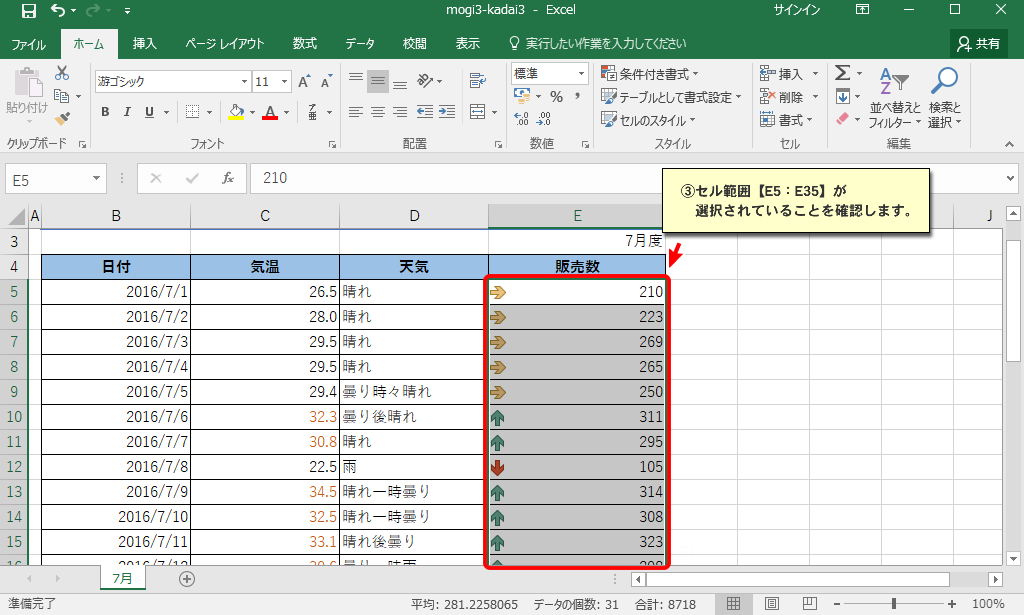 mogi3-kadai3 - Excel
サインイン
ファイル ホーム 挿入 ページ レイアウト 数式 データ 校閲 表示 実行したい作業を入力してください 共有
貼り付け
游ゴシック 11
B I U
標準
% ,
条件付き書式
テーブルとして書式設定
セルのスタイル
挿入
削除
書式
並べ替えと
フィルター
検索と
選択
クリップボード フォント 配置 数値 スタイル セル 編集
E5 fx 210
③セル範囲【E5：E35】が
選択されていることを確認します。
A B C D E J
3 7月度
4 日付 気温 天気 販売数
5 2016/7/1 26.5 晴れ 210
6 2016/7/2 28.0 晴れ 223
7 2016/7/3 29.5 晴れ 269
8 2016/7/4 29.5 晴れ 265
9 2016/7/5 29.4 曇り時々晴れ 250
10 2016/7/6 32.3 曇り後晴れ 311
11 2016/7/7 30.8 晴れ 295
12 2016/7/8 22.5 雨 105
13 2016/7/9 34.5 晴れ一時曇り 314
14 2016/7/10 32.5 晴れ一時曇り 308
15 2016/7/11 33.1 晴れ後曇り 323
7月
準備完了 平均: 281.2258065 データの個数: 31 合計: 8718 100%